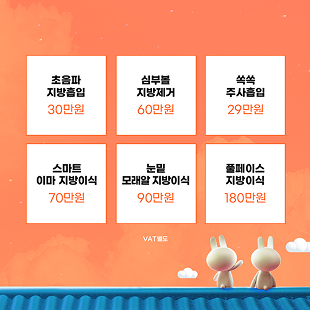 초음파
지방흡입
30만원
심부볼
지방제거
60만원
쏙쏙
주사흡입
29만원
스마트
이마 지방이식
70만원
눈밑
모래알 지방이식
90만원
풀페이스
지방이식
180만원
VAT별도